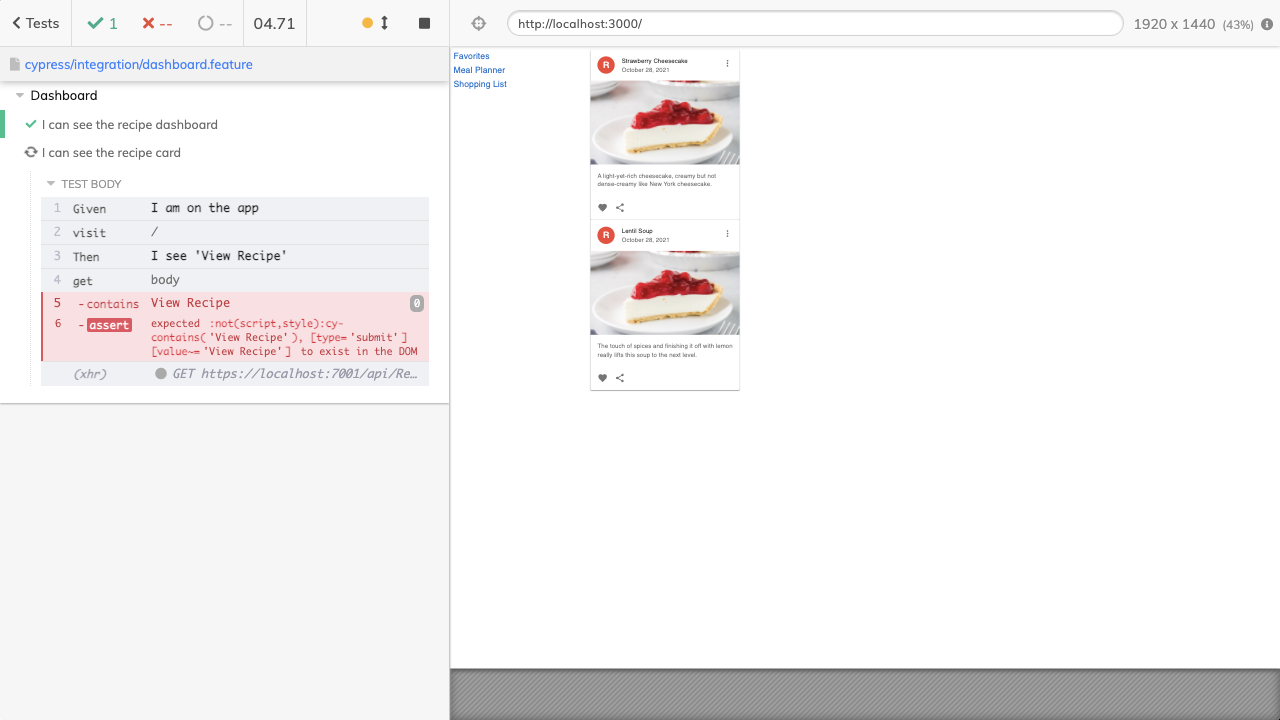 Tests
1
--
--
04.71
http://localhost:3000/
1920 x 1440 (43%)
cypress/integration/dashboard.feature
Dashboard
I can see the recipe dashboard
I can see the recipe card
TEST BODY
1 Given I am on the app
2 visit /
3 Then I see 'View Recipe'
4 get body
5 -contains View Recipe 0
6 -assert expected :not(script,style):cy-
contains('View Recipe'), [type='submit']
[value~='View Recipe'] to exist in the DOM
(xhr) GET https://localhost:7001/api/Re…
Favorites
Meal Planner
Shopping List
R
Strawberry Cheesecake
October 28, 2021
A light-yet-rich cheesecake, creamy but not
dense-creamy like New York cheesecake.
R
Lentil Soup
October 28, 2021
The touch of spices and finishing it off with lemon
really lifts this soup to the next level.